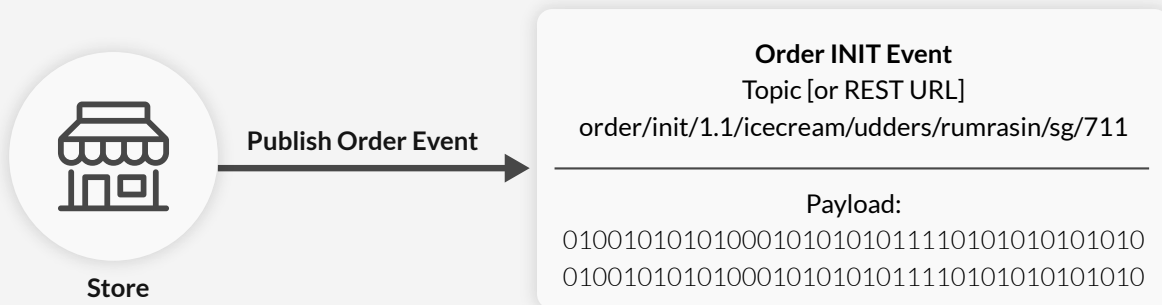 Publish Order Event
Store
Order INIT Event
Topic [or REST URL]
order/init/1.1/icecream/udders/rumrasin/sg/711
Payload:
010010101010001010101011110101010101010
010010101010001010101011110101010101010